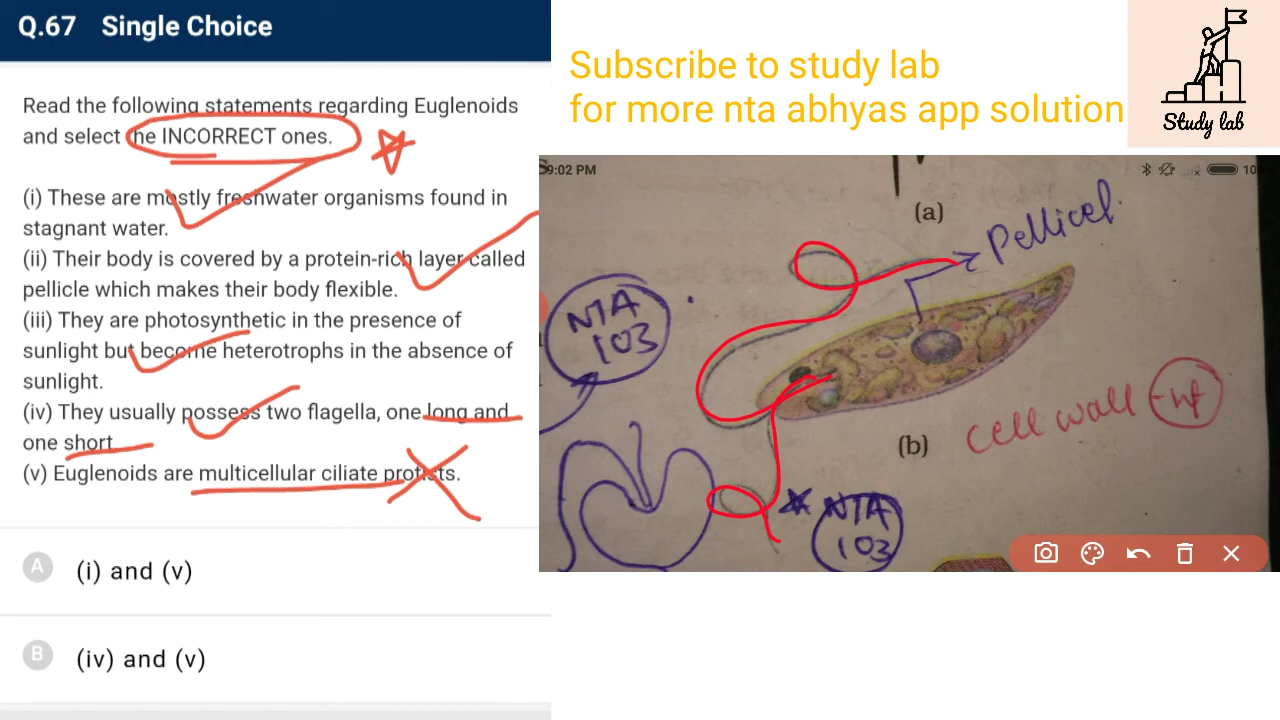 Q.67 Single Choice
Read the following statements regarding Euglenoids
and select the INCORRECT ones.
(i) These are mostly freshwater organisms found in
stagnant water.
(ii) Their body is covered by a protein-rich layer called
pellicle which makes their body flexible.
(iii) They are photosynthetic in the presence of
sunlight but become heterotrophs in the absence of
sunlight.
(iv) They usually possess two flagella, one long and
one short.
(v) Euglenoids are multicellular ciliate protists.
A (i) and (v)
B (iv) and (v)
Subscribe to study lab
for more nta abhyas app solution
Study lab
9:02 PM
(a)
Pellicel
NTA
103
cell wall
(b)
NTA
103